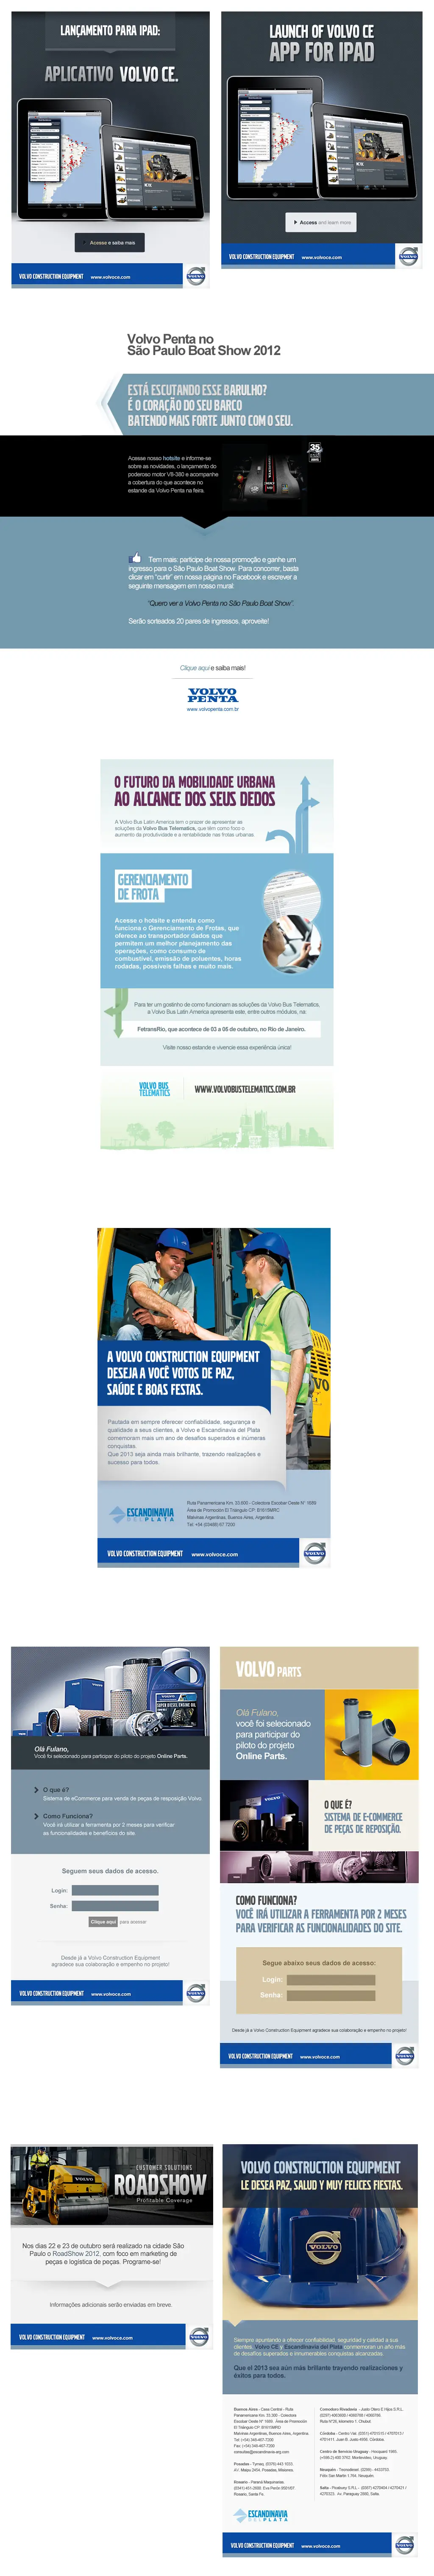 LANÇAMENTO PARA IPAD:
APLICATIVO VOLVO CE.
Acesse e saiba mais
VOLVO CONSTRUCTION EQUIPMENT www.volvoce.com
VOLVO
LAUNCH OF VOLVO CE
APP FOR IPAD
Access and learn more
VOLVO CONSTRUCTION EQUIPMENT www.volvoce.com
VOLVO
Volvo Penta no
São Paulo Boat Show 2012
ESTÁ ESCUTANDO ESSE BARULHO?
É O CORAÇÃO DO SEU BARCO
BATENDO MAIS FORTE JUNTO COM O SEU.
Acesse nosso hotsite e informe-se
sobre as novidades, o lançamento do
poderoso motor V8-380 e acompanhe
a cobertura do que acontece no
estande da Volvo Penta na feira.
35
Tem mais: participe de nossa promoção e ganhe um
ingresso para o São Paulo Boat Show. Para concorrer, basta
clicar em "curtir" em nossa página no Facebook e escrever a
seguinte mensagem em nosso mural:
"Quero ver a Volvo Penta no São Paulo Boat Show".
Serão sorteados 20 pares de ingressos, aproveite!
Clique aqui e saiba mais!
VOLVO
PENTA
www.volvopenta.com.br
O FUTURO DA MOBILIDADE URBANA
AO ALCANCE DOS SEUS DEDOS
A Volvo Bus Latin America tem o prazer de apresentar as
soluções da Volvo Bus Telematics, que têm como foco o
aumento da produtividade e a rentabilidade nas frotas urbanas.
GERENCIAMENTO
DE FROTA
Acesse o hotsite e entenda como
funciona o Gerenciamento de Frotas, que
oferece ao transportador dados que
permitem um melhor planejamento das
operações, como consumo de
combustível, emissão de poluentes, horas
rodadas, possíveis falhas e muito mais.
Para ter um gostinho de como funcionam as soluções da Volvo Bus Telematics,
a Volvo Bus Latin America apresenta este, entre outros módulos, na
FetransRio, que acontece de 03 a 05 de outubro, no Rio de Janeiro.
Visite nosso estande e vivencie essa experiência única!
VOLVO BUS
TELEMATICS
WWW.VOLVOBUSTELEMATICS.COM.BR
A VOLVO CONSTRUCTION EQUIPMENT
DESEJA A VOCÊ VOTOS DE PAZ,
SAÚDE E BOAS FESTAS.
Pautada em sempre oferecer confiabilidade, segurança e
qualidade a seus clientes, a Volvo e Escandinavia del Plata
comemoram mais um ano de desafios superados e inúmeras
conquistas.
Que 2013 seja ainda mais brilhante, trazendo realizações e
sucesso para todos.
ESCANDINAVIA
DEL PLATA
Ruta Panamericana Km. 33.600 - Colectora Escobar Oeste N° 1689
Área de Promoción El Triángulo CP: B1615MRC
Malvinas Argentinas, Buenos Aires, Argentina
VOLVO CONSTRUCTION EQUIPMENT www.volvoce.com
VOLVO
Olá Fulano,
Você foi selecionado para participar do piloto do projeto Online Parts.
O que é?
Sistema de eCommerce para venda de peças de resposição Volvo.
Como Funciona?
Você irá utilizar a ferramenta por 2 meses para verificar
as funcionalidades e benefícios do site.
Seguem seus dados de acesso.
Login:
Senha:
Clique aqui para acessar
Desde já a Volvo Construction Equipment
agradece sua colaboração e empenho no projeto!
VOLVO CONSTRUCTION EQUIPMENT www.volvoce.com
VOLVO
VOLVO PARTS
Olá Fulano,
você foi selecionado
para participar do
piloto do projeto
Online Parts.
O QUE É?
SISTEMA DE E-COMMERCE
DE PEÇAS DE REPOSIÇÃO.
COMO FUNCIONA?
VOCÊ IRÁ UTILIZAR A FERRAMENTA POR 2 MESES
PARA VERIFICAR AS FUNCIONALIDADES DO SITE.
Segue abaixo seus dados de acesso:
Login:
Senha:
Desde já a Volvo Construction Equipment agradece sua colaboração e empenho no projeto!
VOLVO CONSTRUCTION EQUIPMENT www.volvoce.com
VOLVO
CUSTOMER SOLUTIONS
ROADSHOW
Profitable Coverage
Nos dias 22 e 23 de outubro será realizado na cidade São
Paulo o RoadShow 2012, com foco em marketing de
peças e logística de peças. Programe-se!
Informações adicionais serão enviadas em breve.
VOLVO CONSTRUCTION EQUIPMENT www.volvoce.com
VOLVO
VOLVO CONSTRUCTION EQUIPMENT
LE DESEA PAZ, SALUD Y MUY FELICES FIESTAS.
VOLVO
Siempre apuntando a ofrecer confiabilidad, seguridad y calidad a sus
clientes, Volvo CE y Escandinavia del Plata conmemoran un año más
de desafíos superados e innumerables conquistas alcanzadas.
Que el 2013 sea aún más brillante trayendo realizaciones y
éxitos para todos.
ESCANDINAVIA
DEL PLATA
VOLVO CONSTRUCTION EQUIPMENT www.volvoce.com
VOLVO